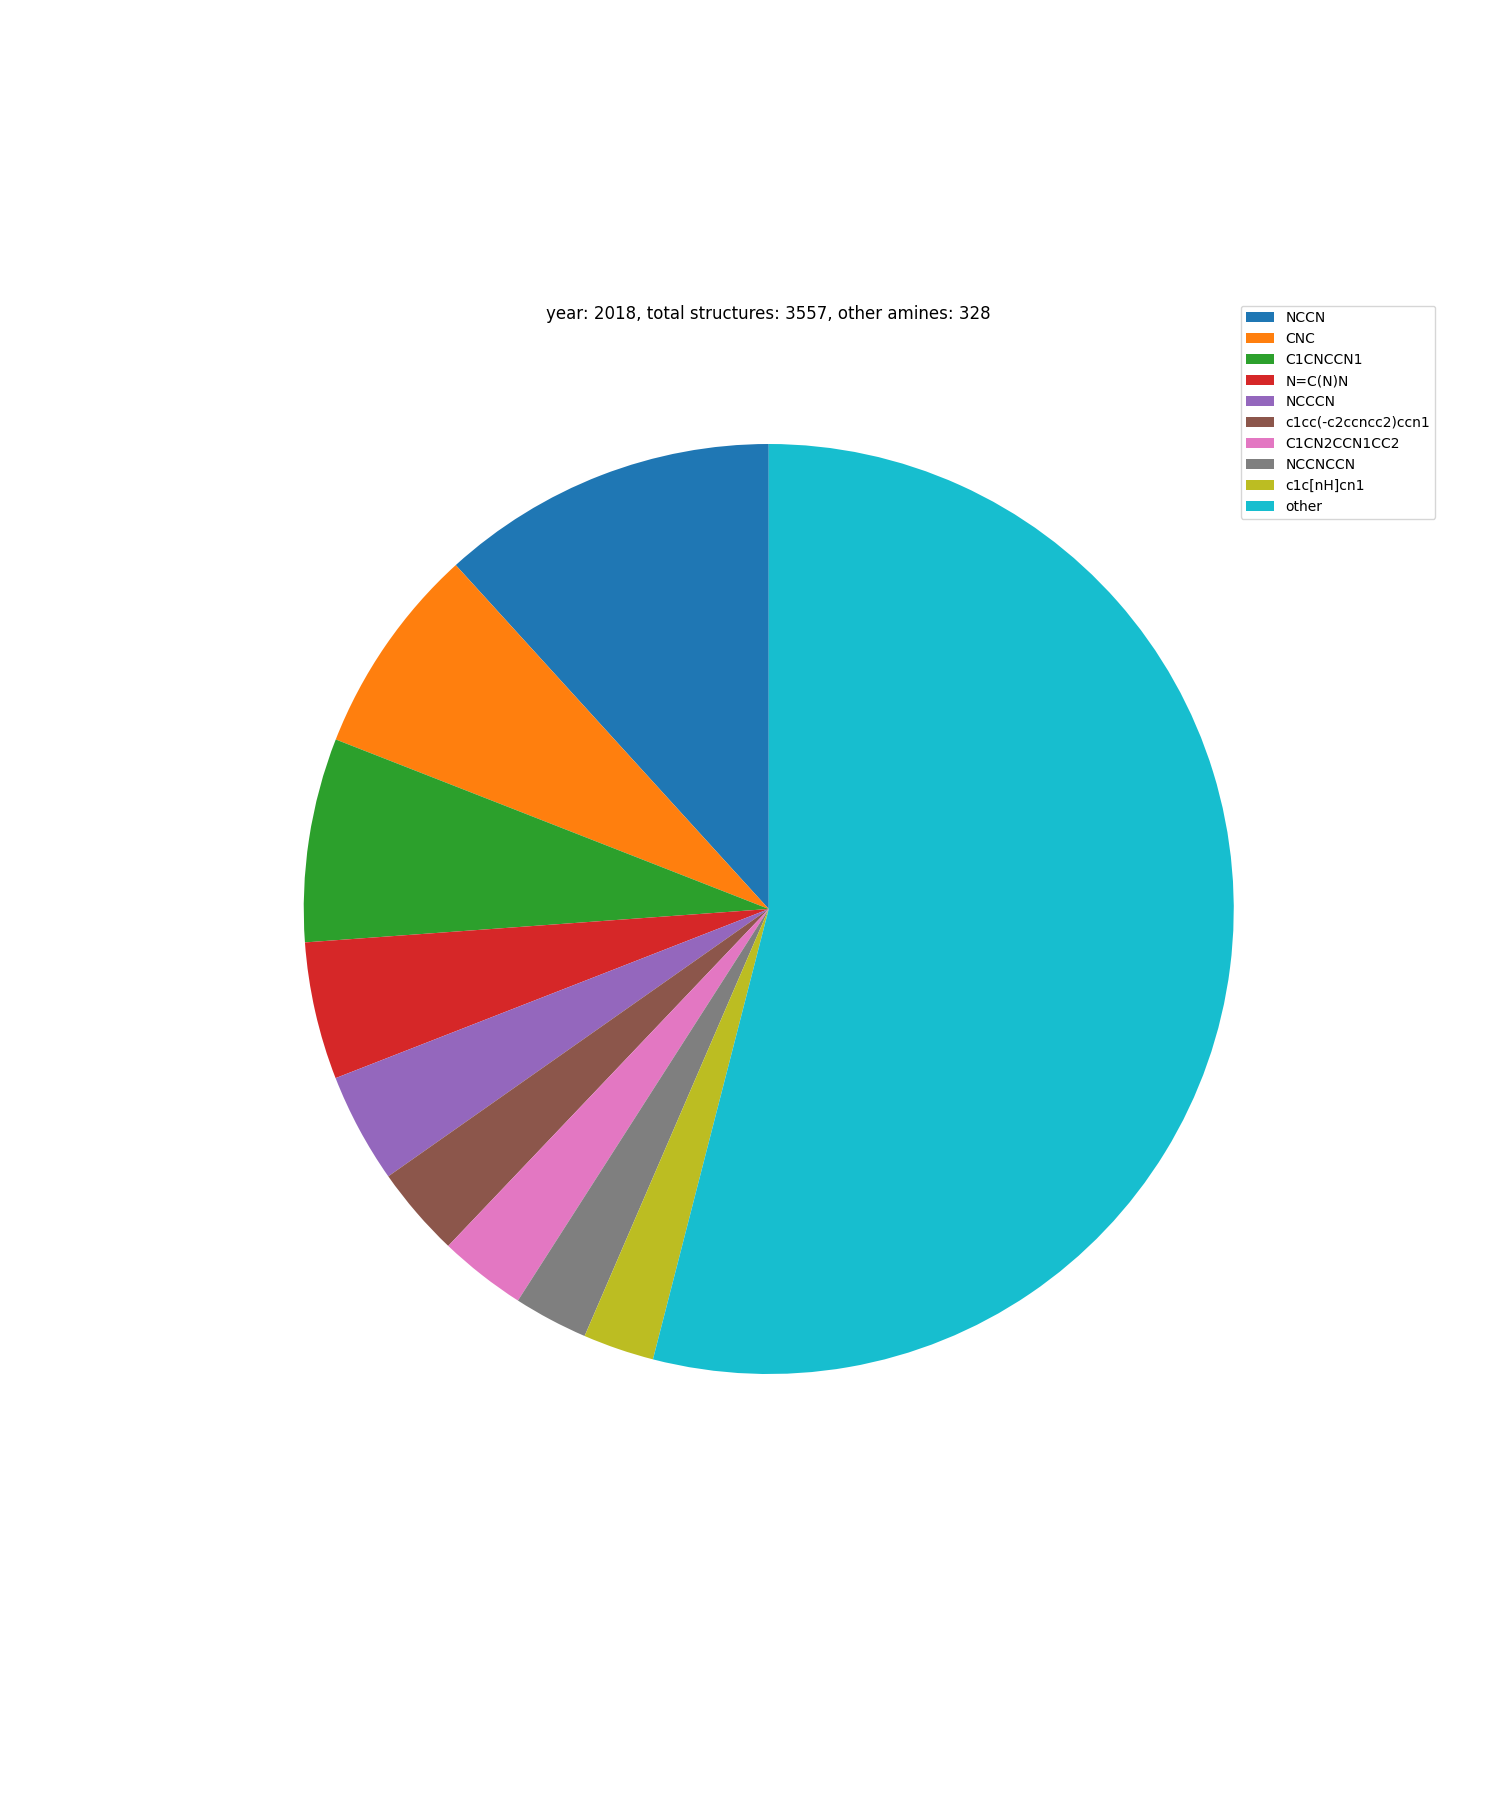 year: 2018, total structures: 3557, other amines: 328
NCCN
CNC
C1CNCCN1
N=C(N)N
NCCCN
c1cc(-c2ccncc2)ccn1
C1CN2CCN1CC2
NCCNCCN
c1c[nH]cn1
other